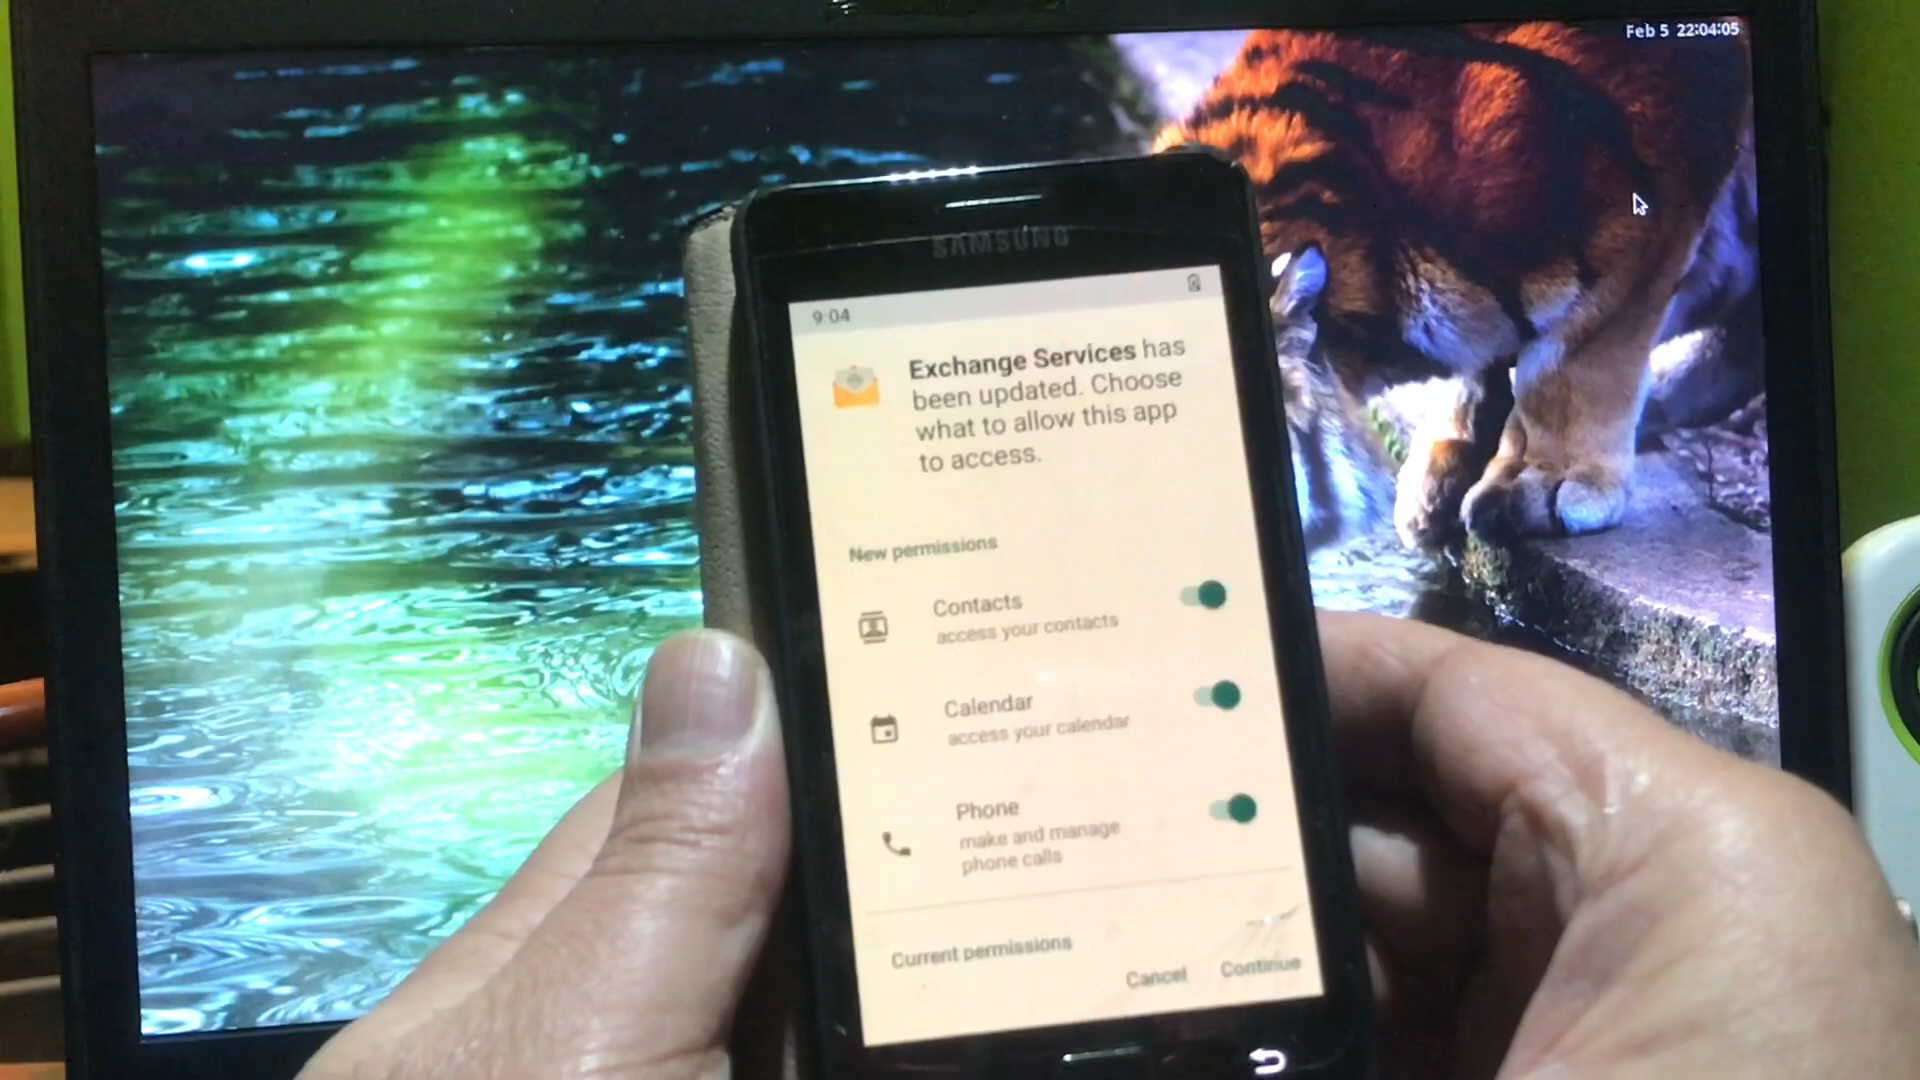 Feb 5 22:04:05
SAMSUNG
9:04
Exchange Services has
been updated. Choose
what to allow this app
to access.
New permissions
Contacts
access your contacts
Calendar
access your calendar
Phone
make and manage
phone calls
Current permissions
Cancel Continue